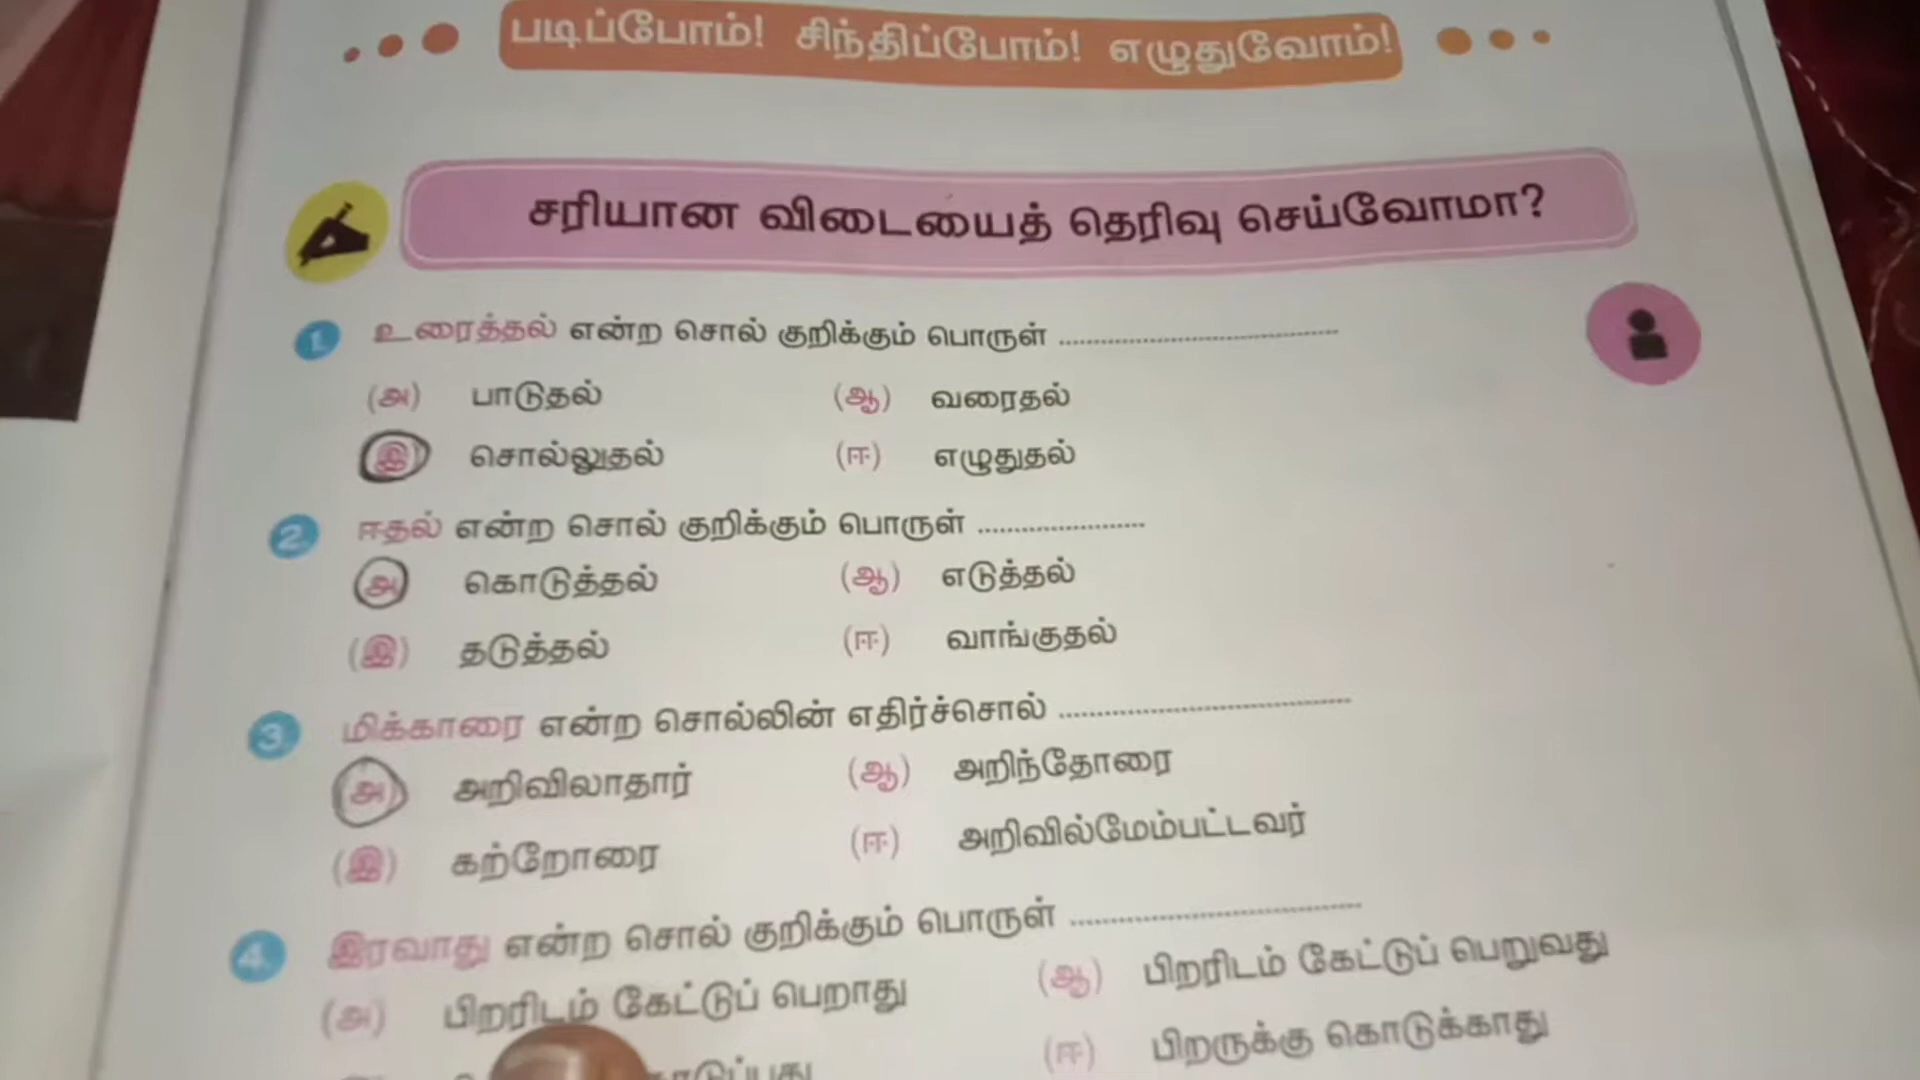 படிப்போம்! சிந்திப்போம்! எழுதுவோம்!
சரியான விடையைத் தெரிவு செய்வோமா?
1. உரைத்தல் என்ற சொல் குறிக்கும் பொருள் ..............................
(அ) பாடுதல் (ஆ) வரைதல்
(இ) சொல்லுதல் (ஈ) எழுதுதல்
2. ஈதல் என்ற சொல் குறிக்கும் பொருள் ......................
(அ) கொடுத்தல் (ஆ) எடுத்தல்
(இ) தடுத்தல் (ஈ) வாங்குதல்
3. மிக்காரை என்ற சொல்லின் எதிர்ச்சொல் ..............................
(அ) அறிவிலாதார் (ஆ) அறிந்தோரை
(இ) கற்றோரை (ஈ) அறிவில்மேம்பட்டவர்
4. இரவாது என்ற சொல் குறிக்கும் பொருள் ..............................
(அ) பிறரிடம் கேட்டுப் பெறாது (ஆ) பிறரிடம் கேட்டுப் பெறுவது
(ஈ) பிறருக்கு கொடுக்காது